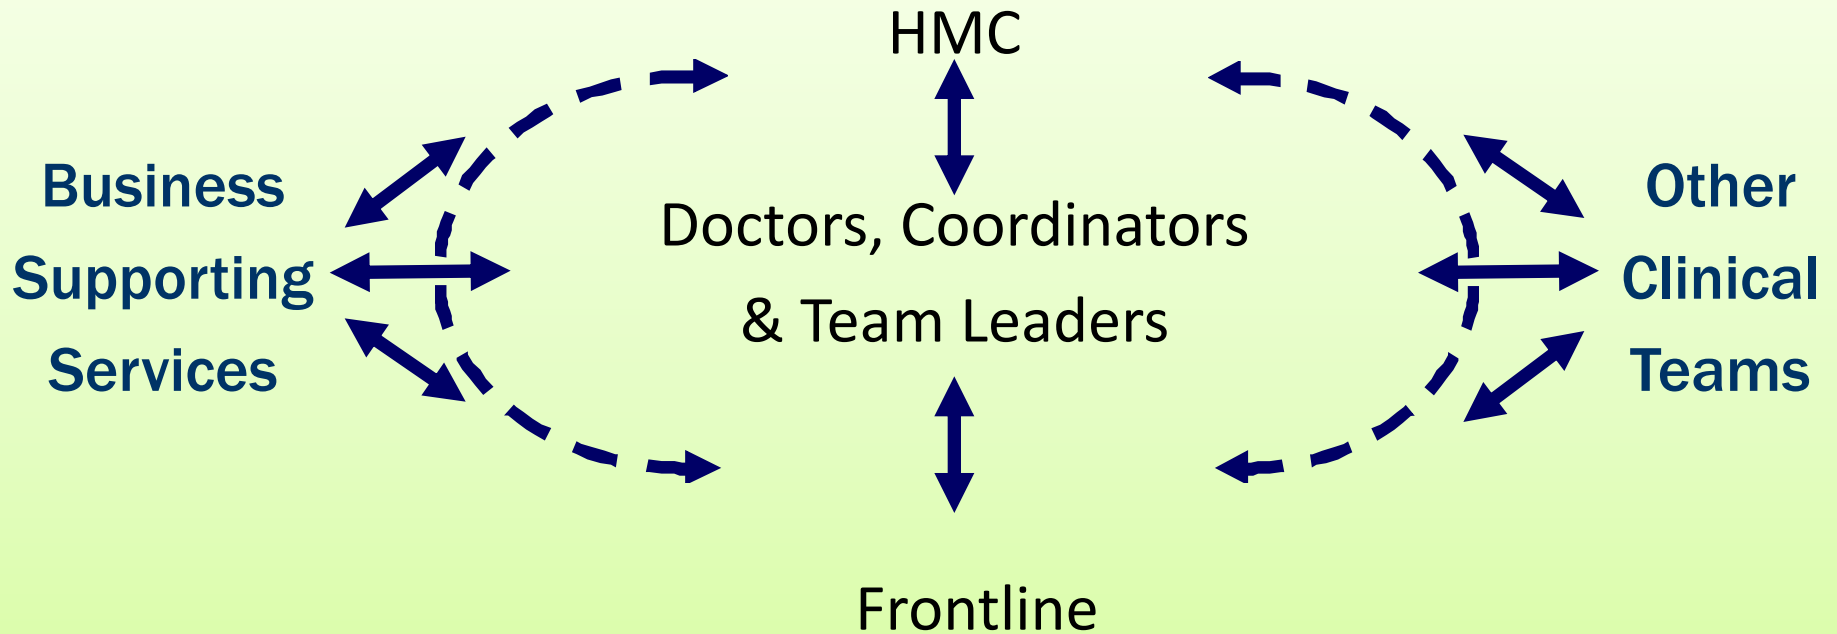 HMC
Business
Supporting
Services
Doctors, Coordinators
& Team Leaders
Other
Clinical
Teams
Frontline